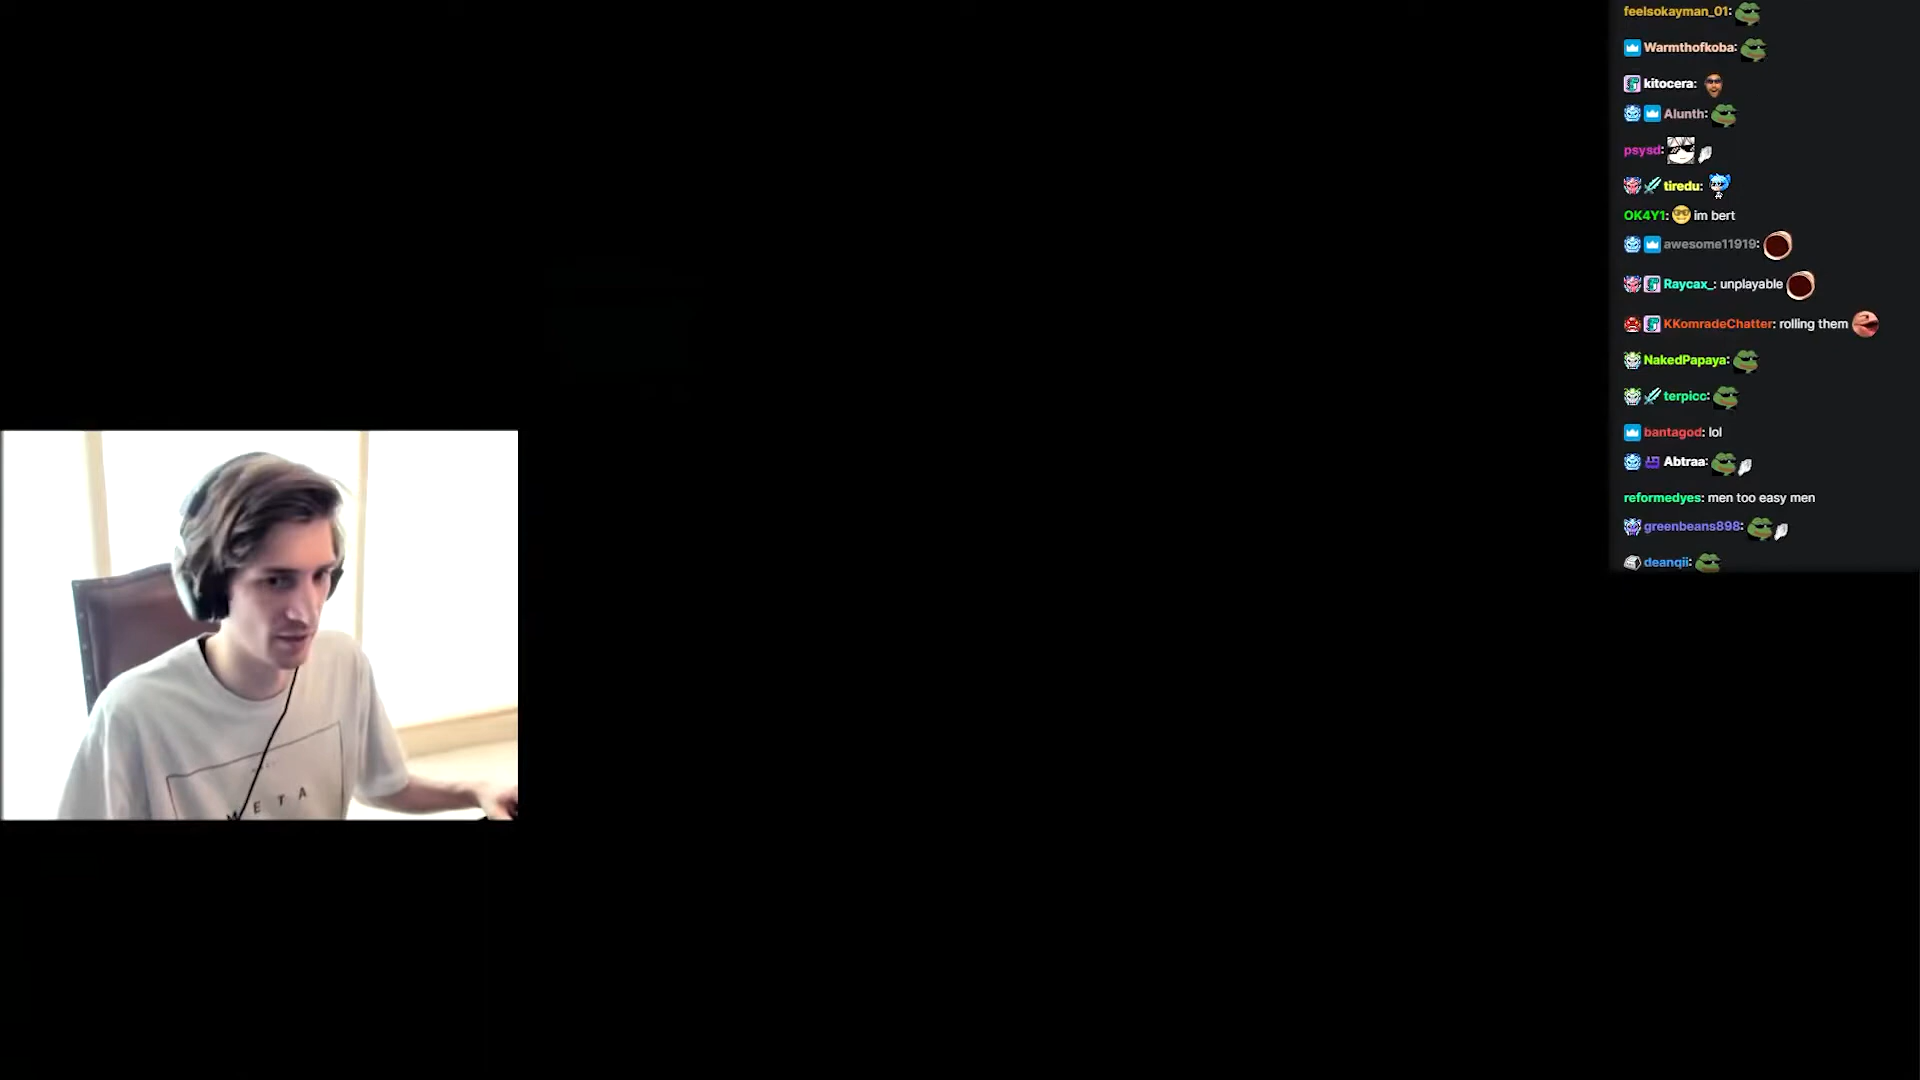 feelsokayman_01:
Warmthofkoba:
kitocera:
Alunth:
psysd:
tiredu:
OK4Y1: im bert
awesome11919:
Raycax_: unplayable
KKomradeChatter: rolling them
NakedPapaya:
terpicc:
bantagod: lol
Abtraa:
reformedyes: men too easy men
greenbeans898:
deanqii:
META